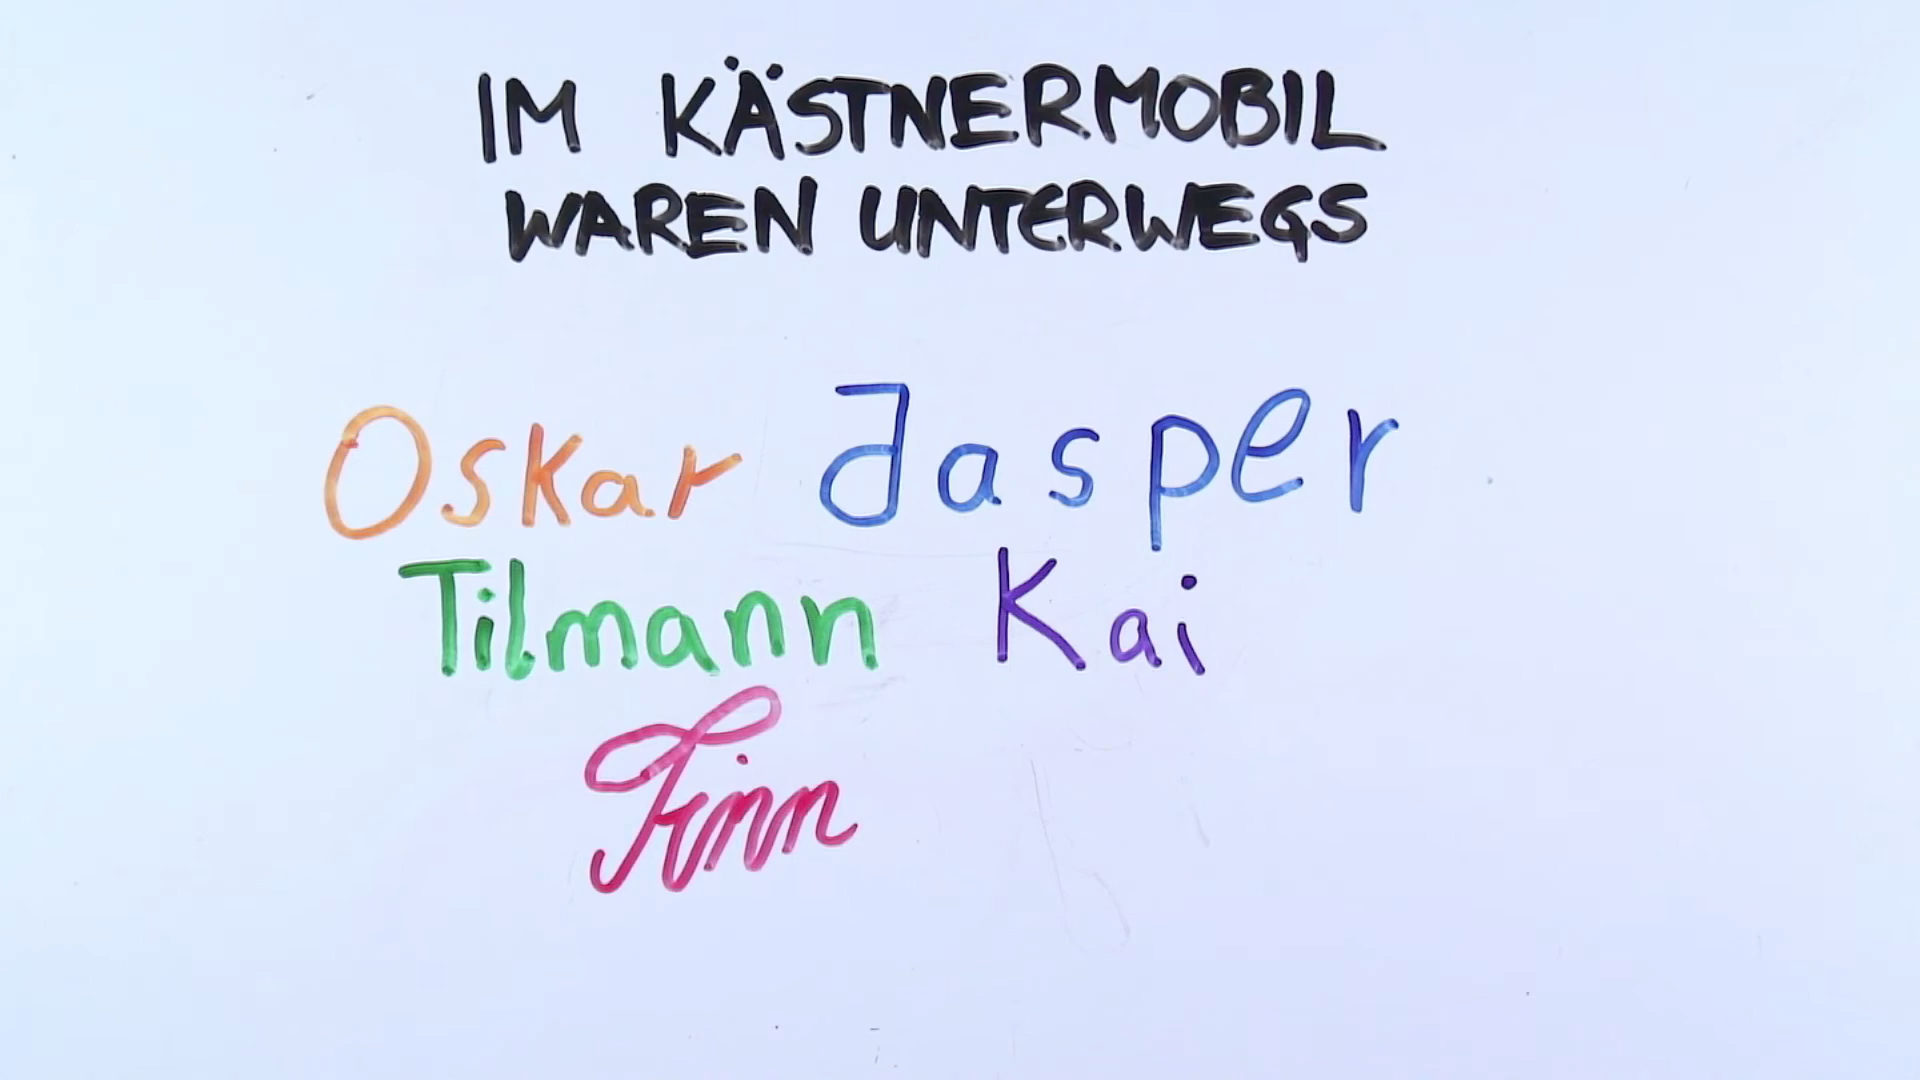 IM KÄSTNERMOBIL
WAREN UNTERWEGS
Oskar Jasper
Tilmann Kai
Finn